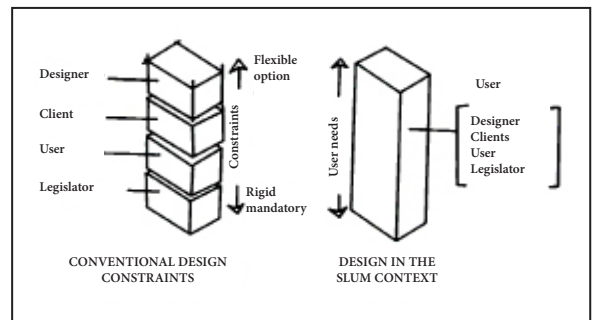 Designer
Client
User
Legislator
Flexible
option
Constraints
Rigid
mandatory
CONVENTIONAL DESIGN
CONSTRAINTS
User needs
User
Designer
Clients
User
Legislator
DESIGN IN THE
SLUM CONTEXT